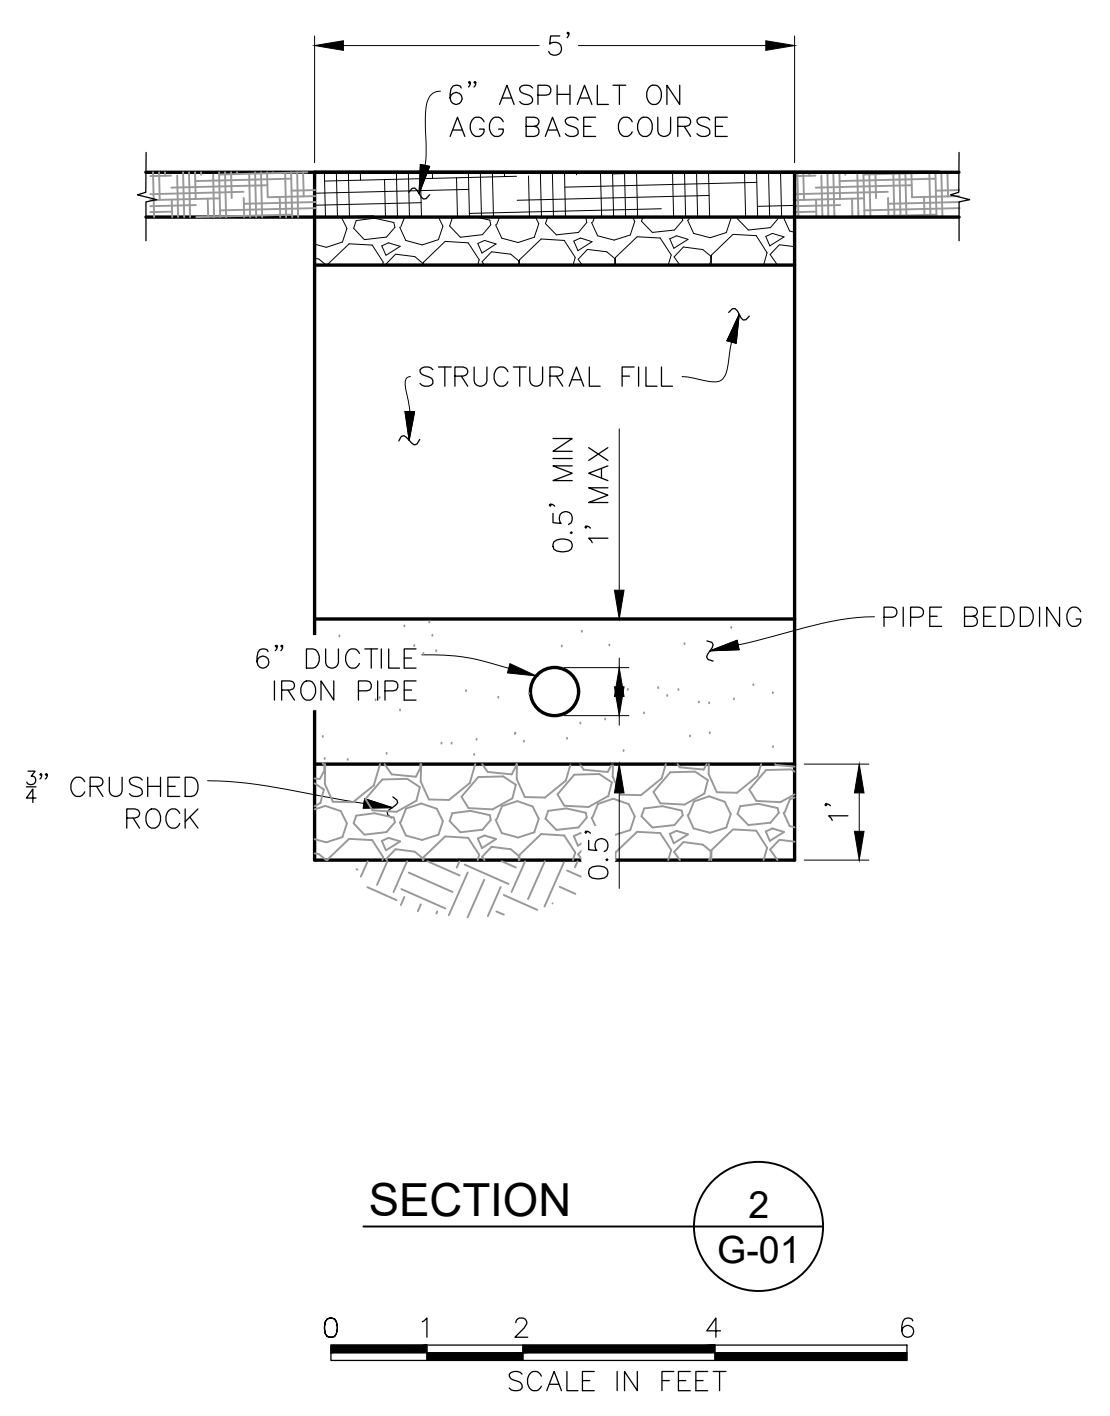 5'
6” ASPHALT ON
AGG BASE COURSE
STRUCTURAL FILL
0.5' MIN
1' MAX
PIPE BEDDING
6” DUCTILE
IRON PIPE
¾” CRUSHED
ROCK
0.5'
1'
SECTION
2
G-01
0 1 2 4 6
SCALE IN FEET